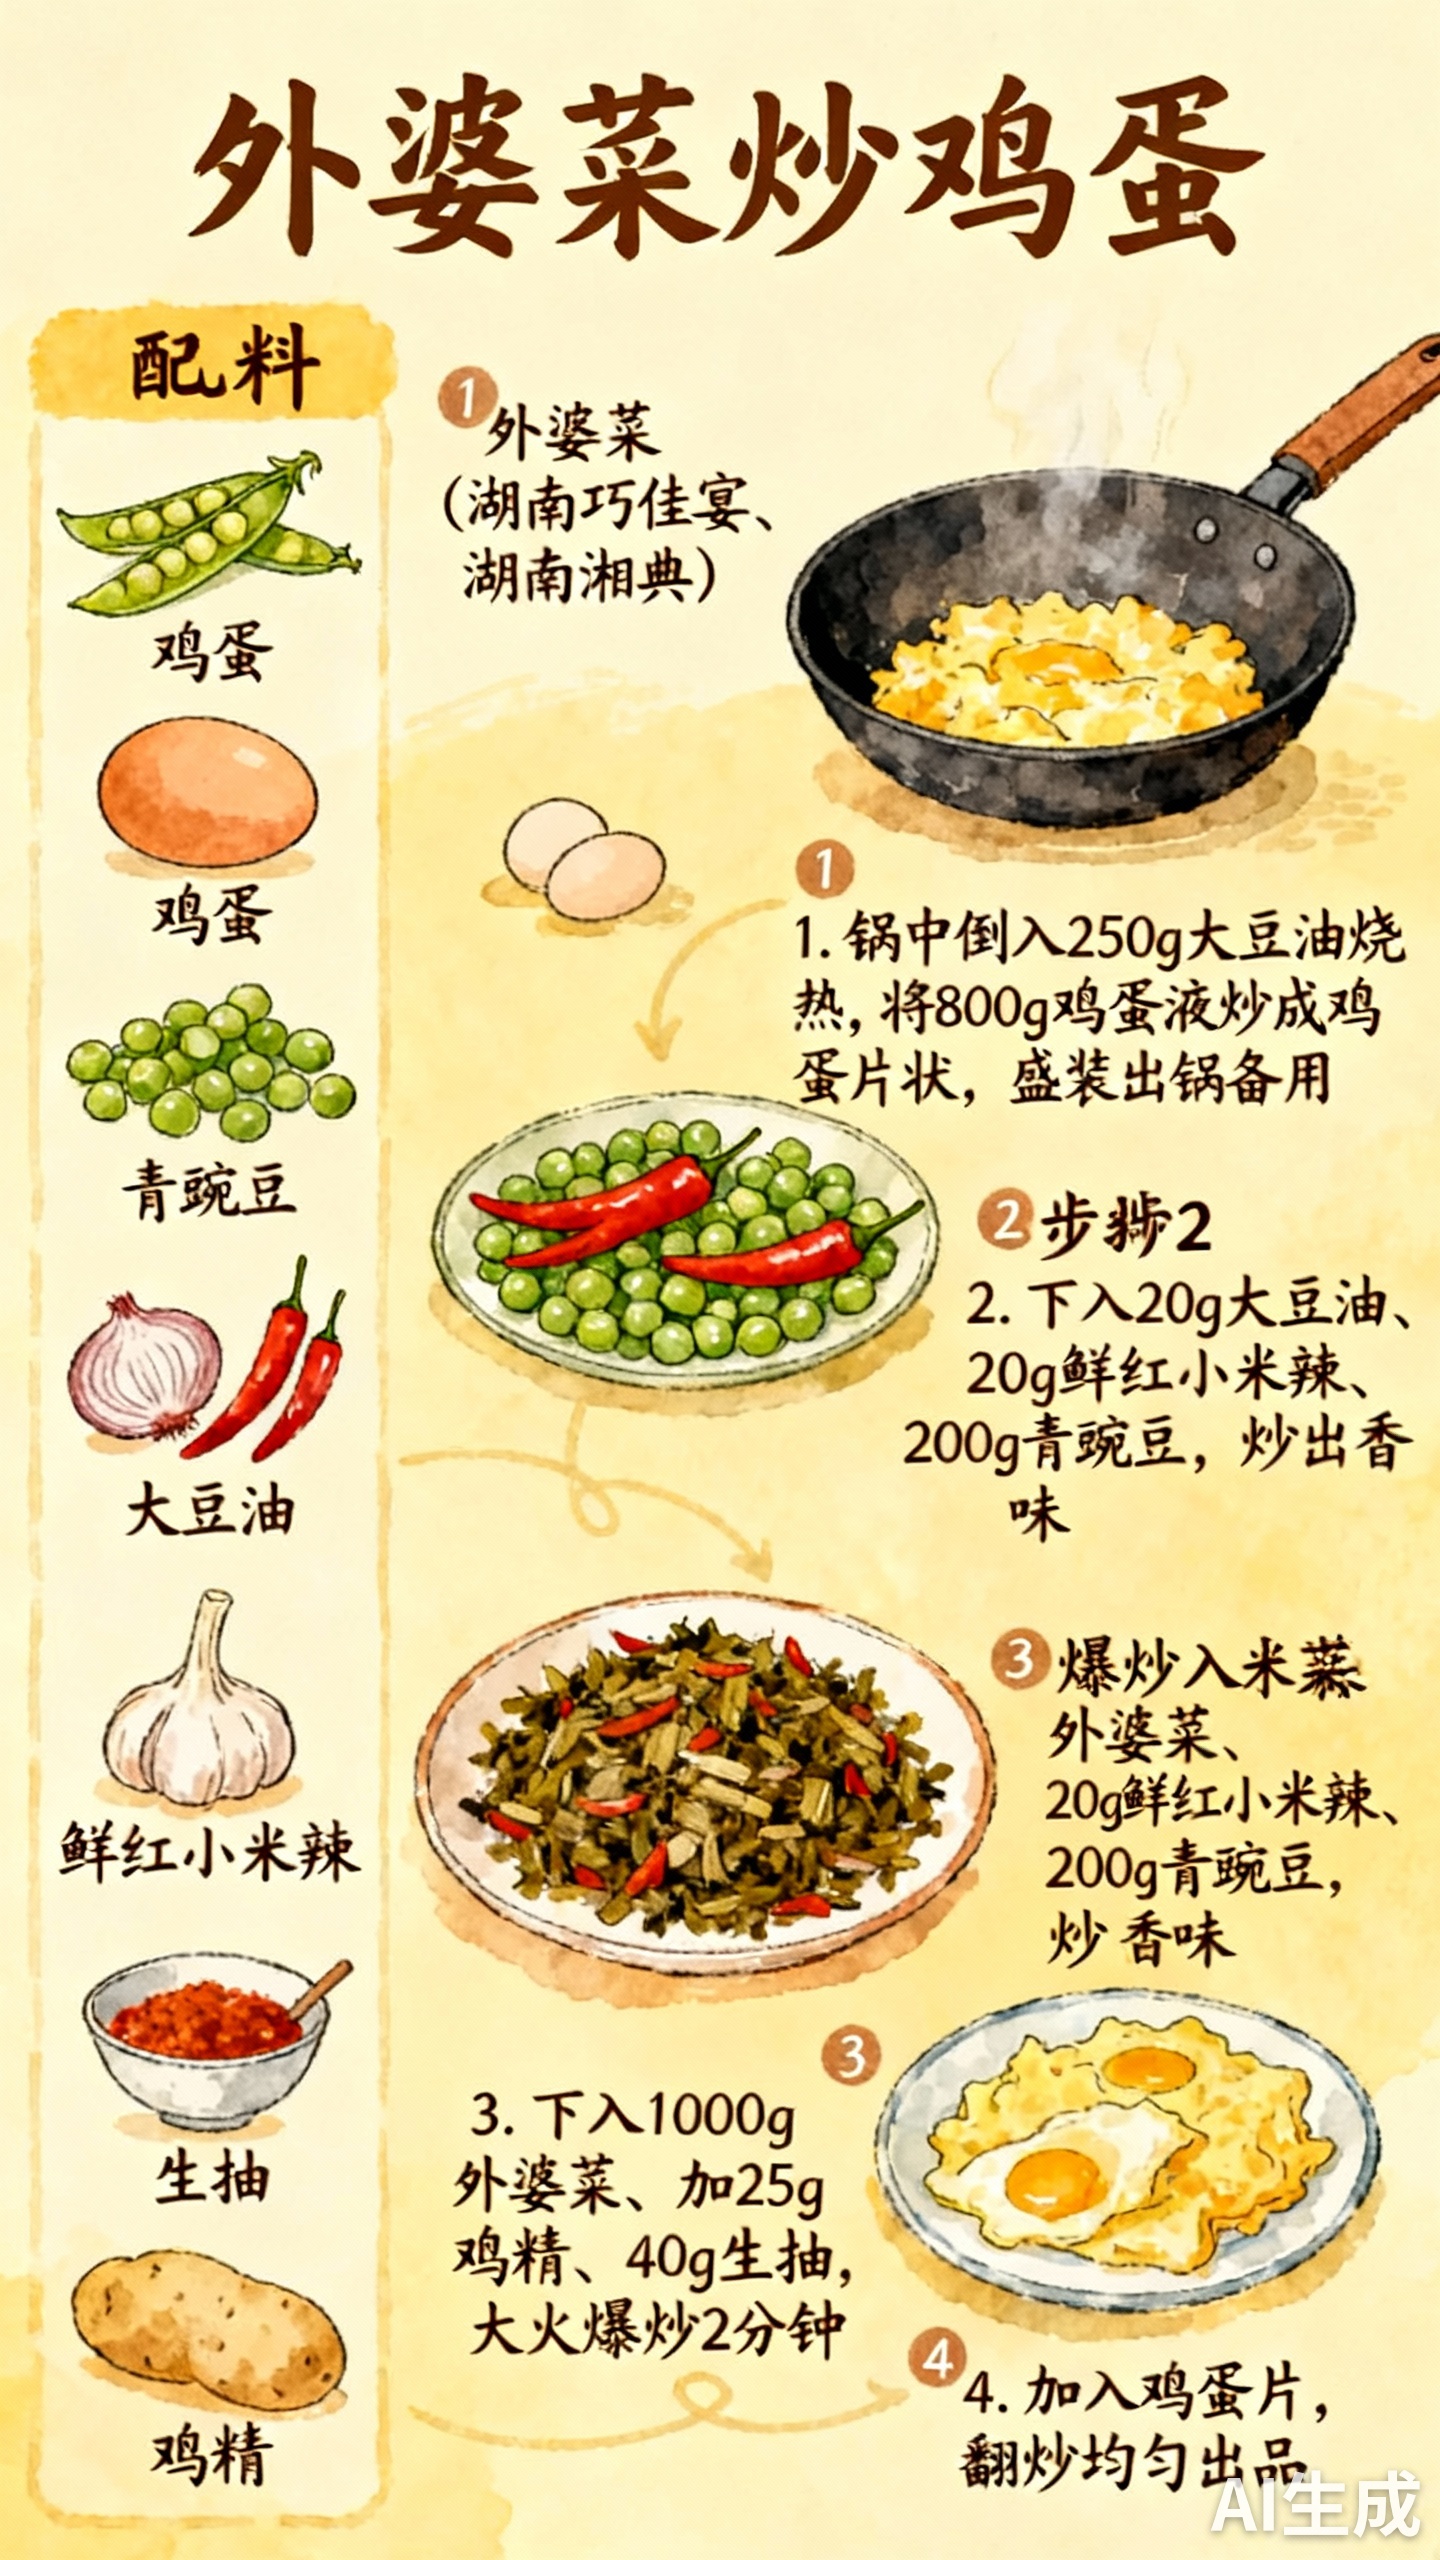 外婆菜炒鸡蛋
配料
鸡蛋
鸡蛋
青豌豆
大豆油
鲜红小米辣
生抽
鸡精
1
外婆菜
(湖南巧佳宴、
湖南湘典)
1
1. 锅中倒入250g大豆油烧
热, 将800g鸡蛋液炒成鸡
蛋片状, 盛装出锅备用
2 步 2
2. 下入20g大豆油、
20g鲜红小米辣、
200g青豌豆, 炒出香
味
3 爆炒入米
外婆菜、
20g鲜红小米辣、
200g青豌豆,
炒 香味
3
3. 下入1000g
外婆菜、加25g
鸡精、40g生抽,
大火爆炒2分钟
4
4. 加入鸡蛋片,
翻炒均匀出品
AI生成